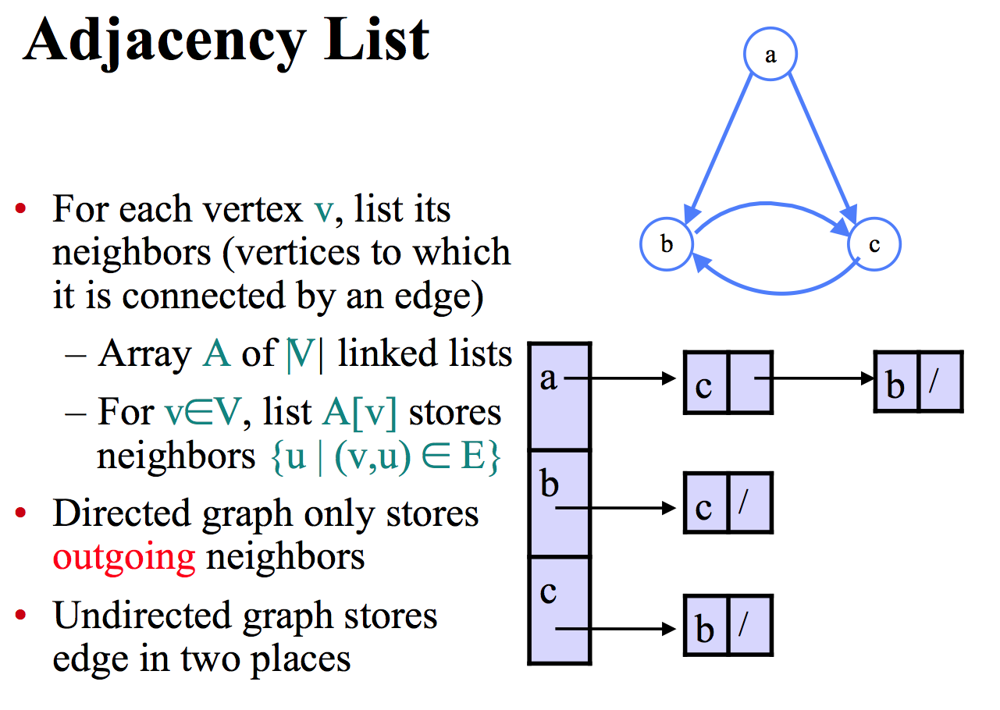 Adjacency List
a
b
c
• For each vertex v, list its
neighbors (vertices to which
it is connected by an edge)
– Array A of |V| linked lists
– For v∈V, list A[v] stores
neighbors {u | (v,u) ∈ E}
• Directed graph only stores
outgoing neighbors
• Undirected graph stores
edge in two places
a c b /
b c /
c b /